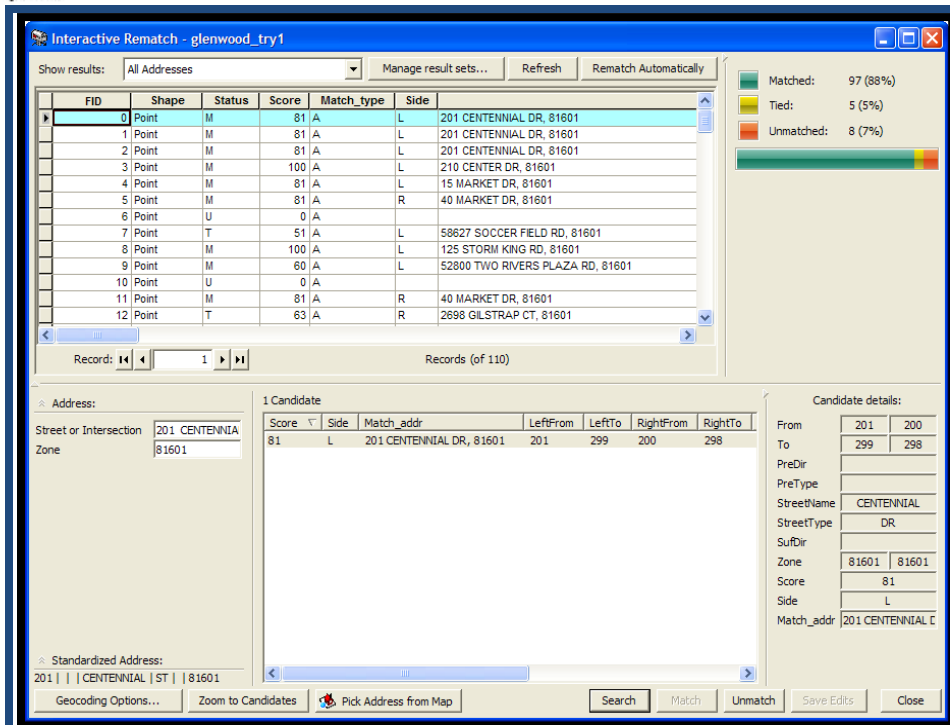 Interactive Rematch - glenwood_try1
Show results: All Addresses Manage result sets... Refresh Rematch Automatically
FID Shape Status Score Match_type Side
0 Point M 81 A L 201 CENTENNIAL DR, 81601
1 Point M 81 A L 201 CENTENNIAL DR, 81601
2 Point M 81 A L 201 CENTENNIAL DR, 81601
3 Point M 100 A L 210 CENTER DR, 81601
4 Point M 81 A L 15 MARKET DR, 81601
5 Point M 81 A R 40 MARKET DR, 81601
6 Point U 0 A
7 Point T 51 A L 58627 SOCCER FIELD RD, 81601
8 Point M 100 A L 125 STORM KING RD, 81601
9 Point M 60 A L 52800 TWO RIVERS PLAZA RD, 81601
10 Point U 0 A
11 Point M 81 A R 40 MARKET DR, 81601
12 Point T 63 A R 2698 GILSTRAP CT, 81601
Record: 1 Records (of 110)
Matched: 97 (88%)
Tied: 5 (5%)
Unmatched: 8 (7%)
Address:
Street or Intersection 201 CENTENNIA
Zone 81601
Standardized Address:
201 | | | CENTENNIAL | ST | | 81601
1 Candidate
Score Side Match_addr LeftFrom LeftTo RightFrom RightTo
81 L 201 CENTENNIAL DR, 81601 201 299 200 298
Candidate details:
From 201 200
To 299 298
PreDir
PreType
StreetName CENTENNIAL
StreetType DR
SufDir
Zone 81601 81601
Score 81
Side L
Match_addr 201 CENTENNIAL D
Geocoding Options... Zoom to Candidates Pick Address from Map Search Match Unmatch Save Edits Close